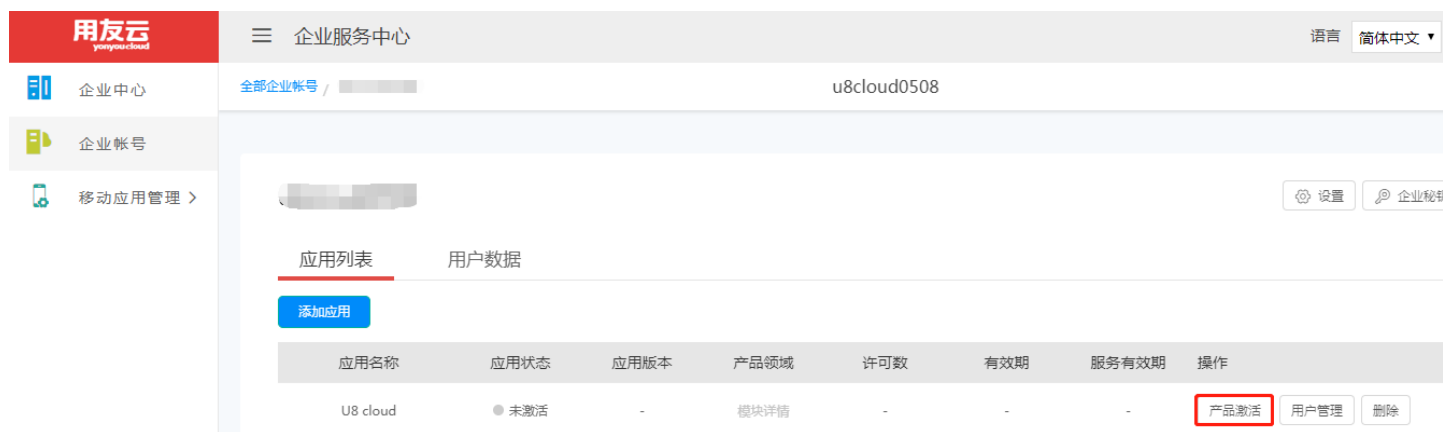 用友云
yonyoucloud
企业服务中心
语言 简体中文
企业中心
企业帐号
移动应用管理
全部企业帐号 /
u8cloud0508
设置 企业秘
应用列表 用户数据
添加应用
应用名称 应用状态 应用版本 产品领域 许可数 有效期 服务有效期 操作
U8 cloud 未激活 - 模块详情 - - - 产品激活 用户管理 删除